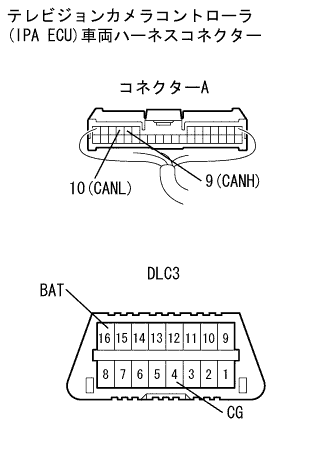 テレビジョンカメラコントローラ
(IPA ECU)車両ハーネスコネクター
コネクターA
10(CANL)
9(CANH)
DLC3
BAT
16 15 14 13 12 11 10 9
8 7 6 5 4 3 2 1
CG